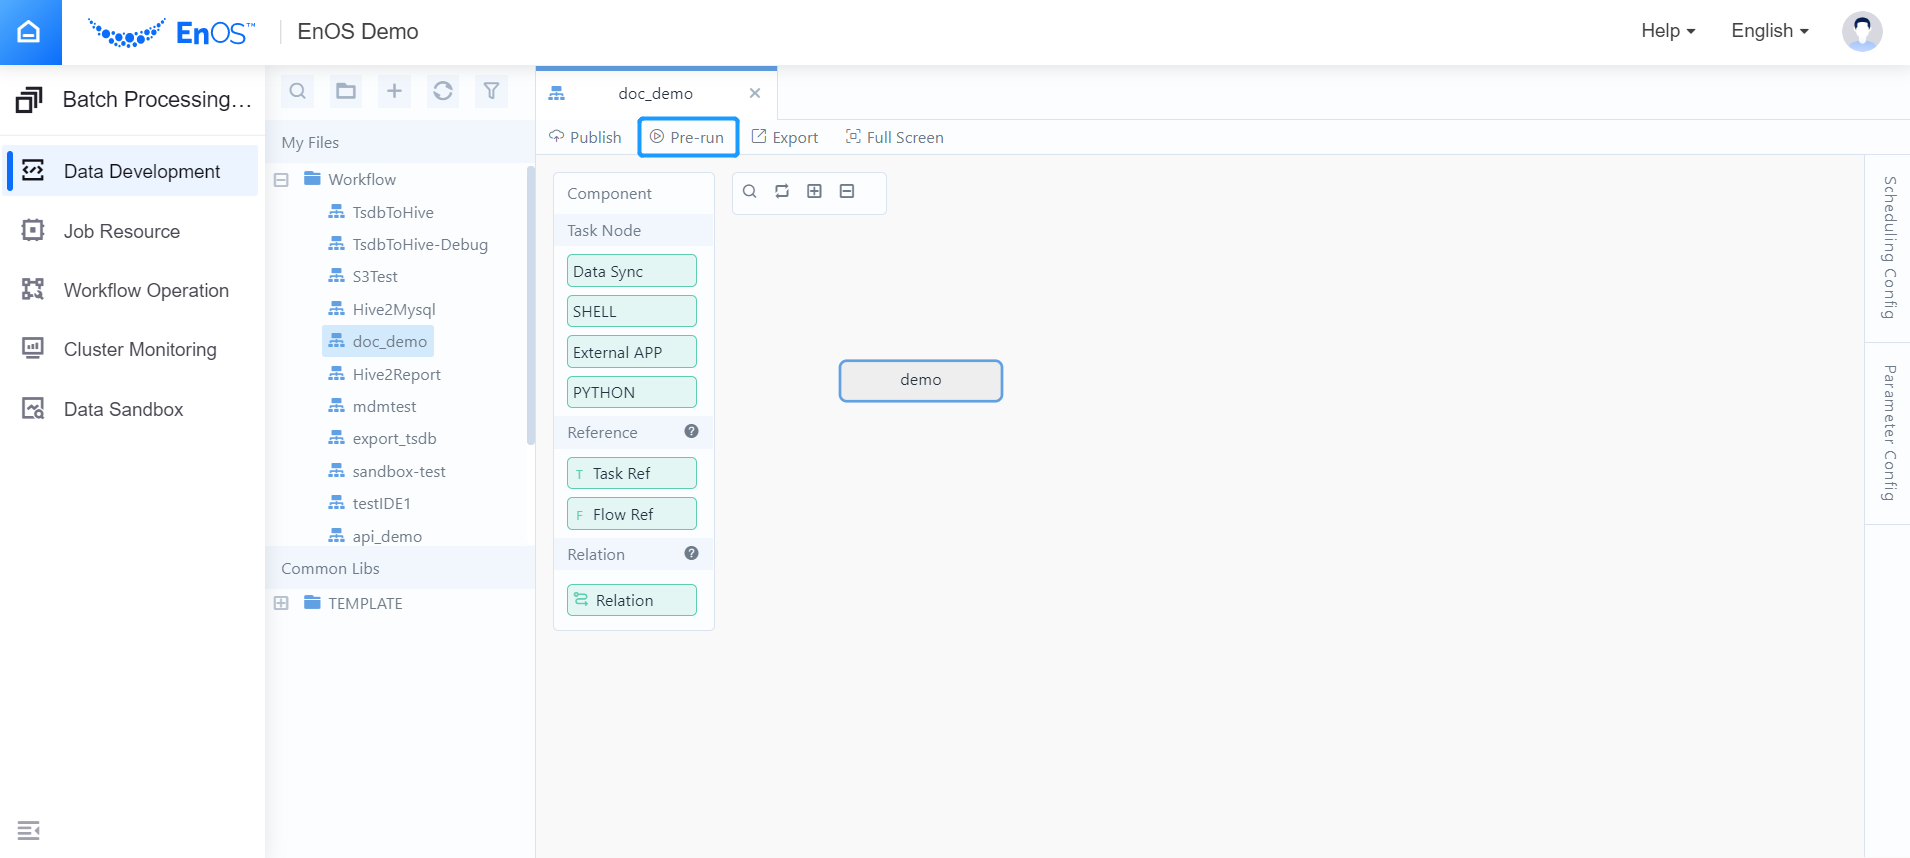 EnOS™ EnOS Demo
Help English
Batch Processing...
Data Development
Job Resource
Workflow Operation
Cluster Monitoring
Data Sandbox
My Files
Workflow
TsdbToHive
TsdbToHive-Debug
S3Test
Hive2Mysql
doc_demo
Hive2Report
mdmtest
export_tsdb
sandbox-test
testIDE1
api_demo
Common Libs
TEMPLATE
doc_demo
Publish Pre-run Export Full Screen
Component
Task Node
Data Sync
SHELL
External APP
PYTHON
Reference ?
T Task Ref
F Flow Ref
Relation ?
Relation
demo
Scheduling Config
Parameter Config